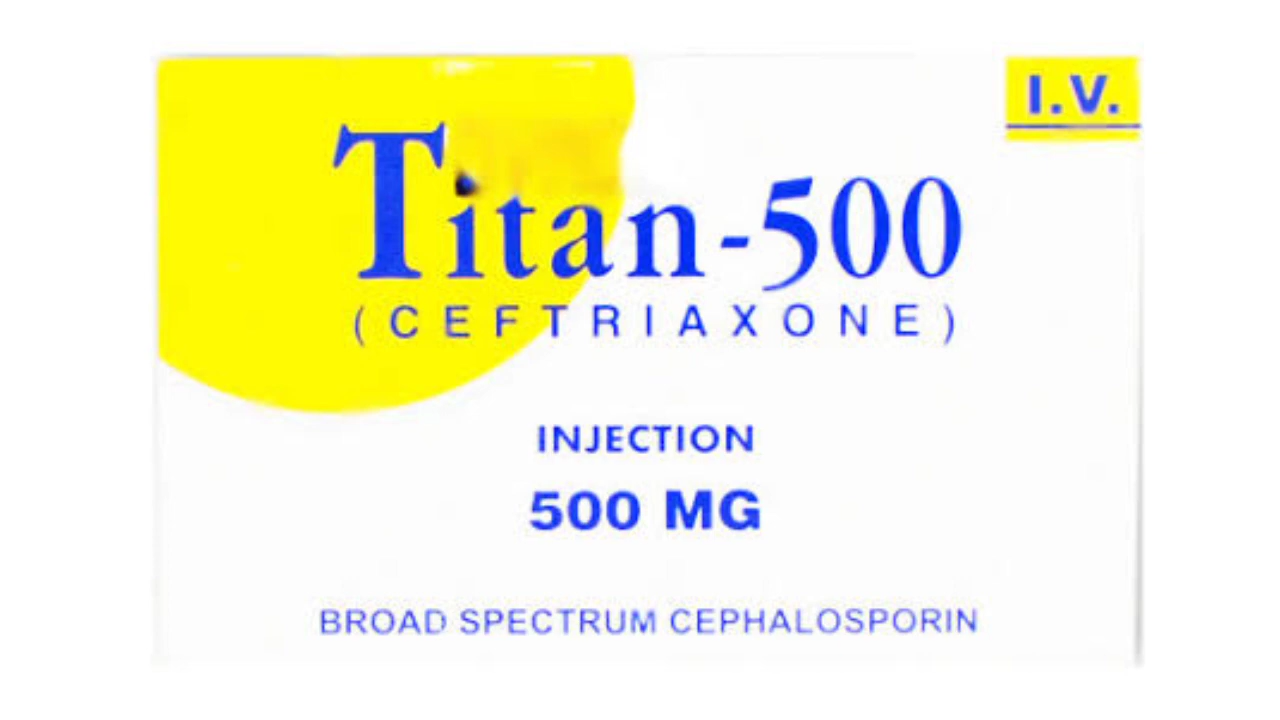 I.V.
Titan-500
(CEFTRIAXONE)
INJECTION
500 MG
BROAD SPECTRUM CEPHALOSPORIN